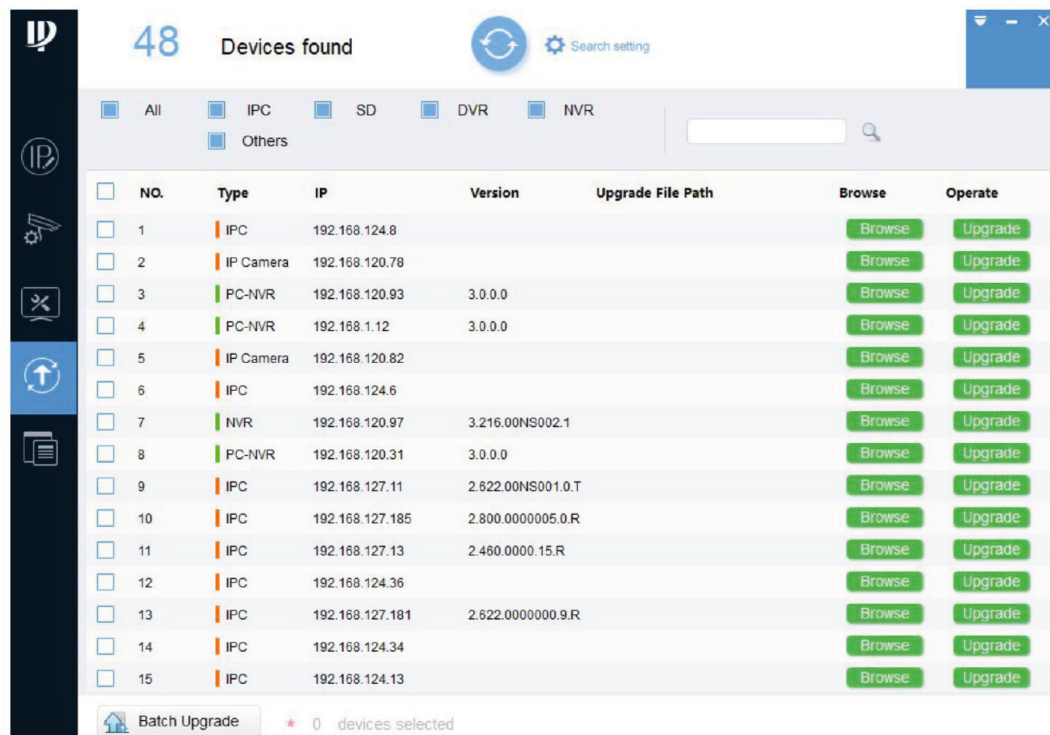 IP
48 Devices found Search setting
All IPC SD DVR NVR
Others
IP
NO. Type IP Version Upgrade File Path Browse Operate
1 IPC 192.168.124.8 Browse Upgrade
2 IP Camera 192.168.120.78 Browse Upgrade
3 PC-NVR 192.168.120.93 3.0.0.0 Browse Upgrade
4 PC-NVR 192.168.1.12 3.0.0.0 Browse Upgrade
5 IP Camera 192.168.120.82 Browse Upgrade
6 IPC 192.168.124.6 Browse Upgrade
7 NVR 192.168.120.97 3.216.00NS002.1 Browse Upgrade
8 PC-NVR 192.168.120.31 3.0.0.0 Browse Upgrade
9 IPC 192.168.127.11 2.622.00NS001.0.T Browse Upgrade
10 IPC 192.168.127.185 2.800.0000005.0.R Browse Upgrade
11 IPC 192.168.127.13 2.460.0000.15.R Browse Upgrade
12 IPC 192.168.124.36 Browse Upgrade
13 IPC 192.168.127.181 2.622.0000000.9.R Browse Upgrade
14 IPC 192.168.124.34 Browse Upgrade
15 IPC 192.168.124.13 Browse Upgrade
Batch Upgrade * 0 devices selected